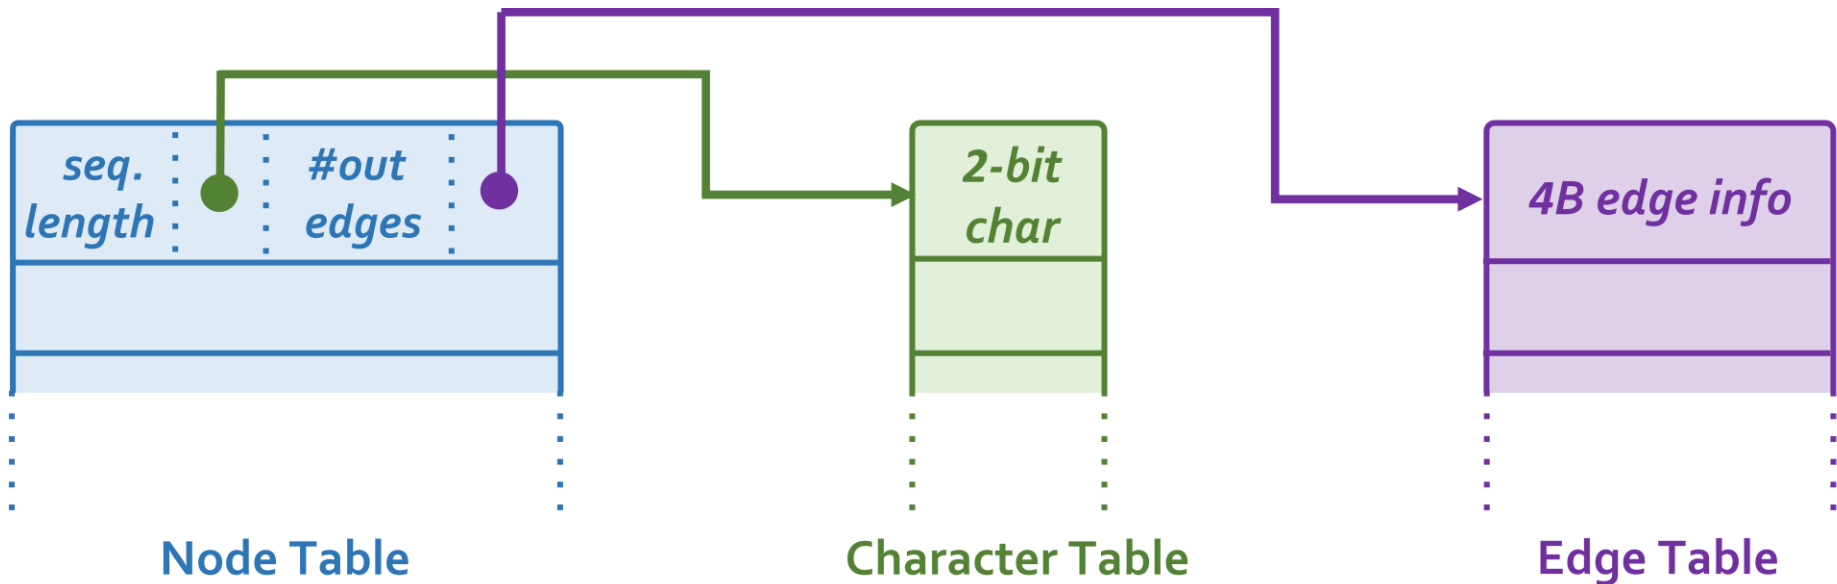 seq.
length
#out
edges
2-bit
char
4B edge info
Node Table
Character Table
Edge Table